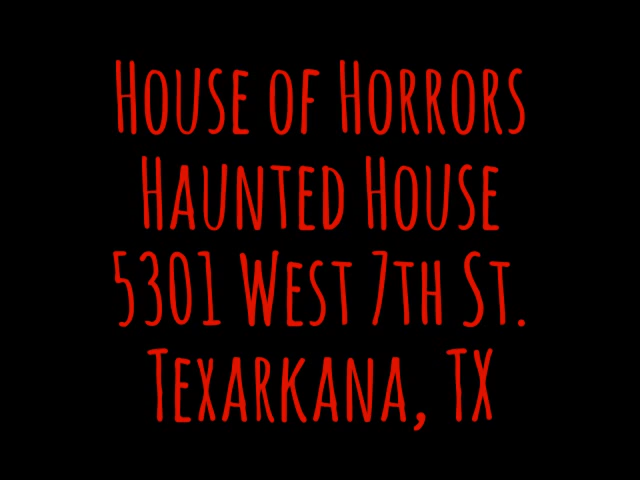 House of Horrors
Haunted House
5301 West 7th St.
Texarkana, TX